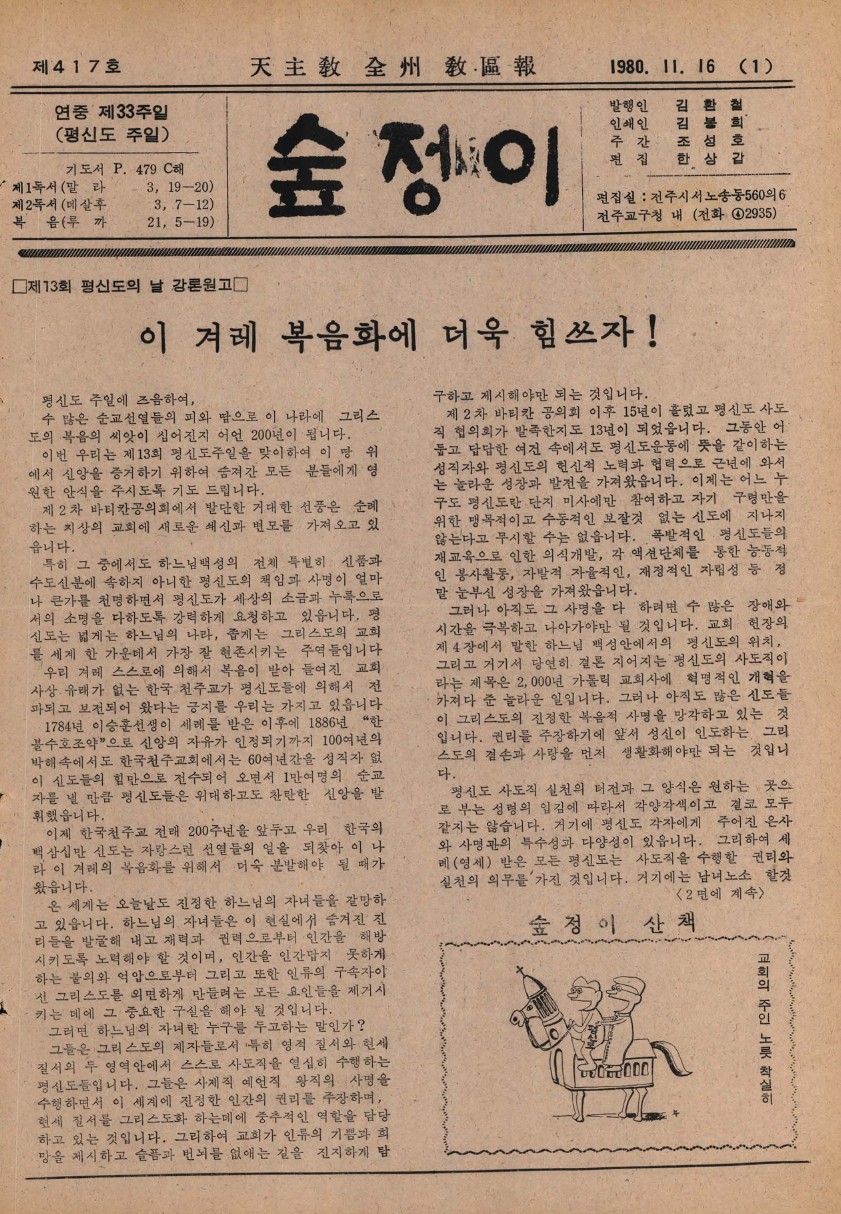 제417호
天主敎 全州 敎區報
1980. 11. 16 (1)
연중 제33주일
(평신도 주일)
기도서 P. 479 C해
제1독서(말 라 3, 19-20)
제2독서(데살후 3, 7-12)
복 음(루 까 21, 5-19)
숲정이
발행인 김환철
인쇄인 김봉희
주 간 조성호
편 집 한상갑
편집실 : 전주시서노송동560의6
전주교구청 내 (전화 ④2935)
□제13회 평신도의 날 강론원고□
이 겨레 복음화에 더욱 힘쓰자!
평신도 주일에 즈음하여,
수 많은 순교선열들의 피와 땀으로 이 나라에 그리스
도의 복음의 씨앗이 심어진지 어언 200년이 됩니다.
이번 우리는 제13회 평신도주일을 맞이하여 이 땅 위
에서 신앙을 증거하기 위하여 숨져간 모든 분들에게 영
원한 안식을 주시도록 기도 드립니다.
제2차 바티칸공의회에서 발단한 거대한 선풍은 순례
하는 지상의 교회에 새로운 쇄신과 변모를 가져오고 있
읍니다.
특히 그 중에서도 하느님백성의 전체 특별히 신품과
수도신분에 속하지 아니한 평신도의 책임과 사명이 얼마
나 큰가를 천명하면서 평신도가 세상의 소금과 누룩으로
서의 소명을 다하도록 강력하게 요청하고 있읍니다. 평
신도는 넓게는 하느님의 나라, 좁게는 그리스도의 교회
를 세계 한 가운데서 가장 잘 현존시키는 주역들입니다
우리 겨레 스스로에 의해서 복음이 받아 들여진 교회
사상 유래가 없는 한국 천주교가 평신도들에 의해서 전
파되고 보전되어 왔다는 긍지를 우리는 가지고 있읍니다
1784년 이승훈선생이 세례를 받은 이후에 1886년 “한
불수호조약”으로 신앙의 자유가 인정되기까지 100여년의
박해속에서도 한국천주교회에서는 60여년간을 성직자 없
이 신도들의 힘만으로 전수되어 오면서 1만여명의 순교
자를 낼 만큼 평신도들은 위대하고도 찬란한 신앙을 발
휘했읍니다.
이제 한국천주교 전래 200주년을 앞두고 우리 한국의
백삼십만 신도는 자랑스런 선열들의 얼을 되찾아 이 나
라 이 겨레의 복음화를 위해서 더욱 분발해야 될 때가
왔읍니다.
온 세계는 오늘날도 진정한 하느님의 자녀들을 갈망하
고 있읍니다. 하느님의 자녀들은 이 현실에서 숨겨진 진
리들을 발굴해 내고 재력과 권력으로부터 인간을 해방
시키도록 노력해야 할 것이며, 인간을 인간답지 못하게
하는 불의와 억압으로부터 그리고 또한 인류의 구속자이
신 그리스도를 외면하게 만들려는 모든 요인들을 제거시
키는 데에 그 중요한 구실을 해야 될 것입니다.
그러면 하느님의 자녀란 누구를 두고하는 말인가?
그들은 그리스도의 제자들로서 특히 영적 질서와 현세
질서의 두 영역안에서 스스로 사도직을 열심히 수행하는
평신도들입니다. 그들은 사제직 예언직 왕직의 사명을
수행하면서 이 세계에 진정한 인간의 권리를 주장하며,
현세 질서를 그리스도화 하는데에 중추적인 역할을 담당
하고 있는 것입니다. 그리하여 교회가 인류의 기쁨과 희
망을 제시하고 슬픔과 번뇌를 없애는 길을 진지하게 탐
구하고 제시해야만 되는 것입니다.
제2차 바티칸 공의회 이후 15년이 흘렀고 평신도 사도
직 협의회가 발족한지도 13년이 되었읍니다. 그동안 어
둡고 답답한 여건 속에서도 평신도운동에 뜻을 같이하는
성직자와 평신도의 헌신적 노력과 협력으로 근년에 와서
는 놀라운 성장과 발전을 가져왔읍니다. 이제는 어느 누
구도 평신도란 단지 미사에만 참여하고 자기 구령만을
위한 맹목적이고 수동적인 보잘것 없는 신도에 지나지
않는다고 무시할 수는 없읍니다. 폭발적인 평신도들의
재교육으로 인한 의식개발, 각 액션단체를 통한 능동적
인 봉사활동, 자발적 자율적인, 재정적인 자립성 등 정
말 눈부신 성장을 가져왔읍니다.
그러나 아직도 그 사명을 다 하려면 수 많은 장애와
시간을 극복하고 나아가야만 될 것입니다. 교회 헌장의
제4장에서 말한 하느님 백성안에서의 평신도의 위치,
그리고 거기서 당연히 결론 지어지는 평신도의 사도직이
라는 제목은 2,000년 가톨릭 교회사에 혁명적인 개혁을
가져다 준 놀라운 일입니다. 그러나 아직도 많은 신도들
이 그리스도의 진정한 복음적 사명을 망각하고 있는 것
입니다. 권리를 주장하기에 앞서 성신이 인도하는 그리
스도의 겸손과 사랑을 먼저 생활화해야만 되는 것입니
다.
평신도 사도직 실천의 터전과 그 양식은 원하는 곳으
로 부는 성령의 입김에 따라서 각양각색이고 결코 모두
같지는 않습니다. 거기에 평신도 각자에게 주어진 은사
와 사명관의 특수성과 다양성이 있읍니다. 그리하여 세
례(영세) 받은 모든 평신도는 사도직을 수행할 권리와
실천의 의무를 가진 것입니다. 거기에는 남녀노소 할것
〈2면에 계속〉
숲정이 산책
교회의 주인 노릇 착실히